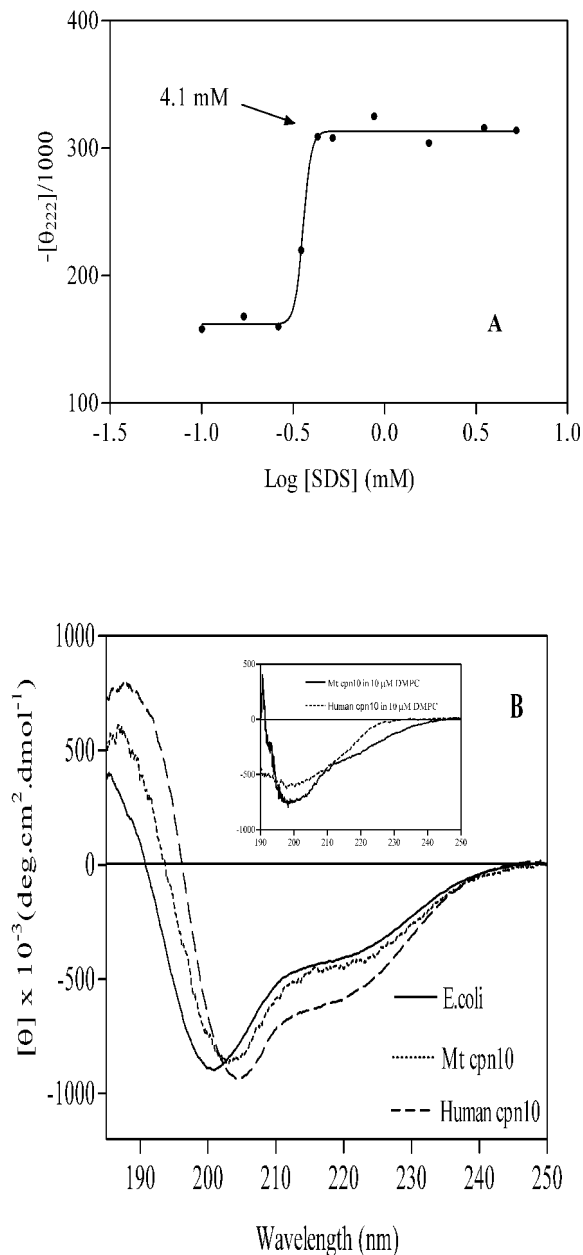 400
300
200
100
-[θ222]/1000
4.1 mM
A
-1.5
-1.0
-0.5
0.0
0.5
1.0
Log [SDS] (mM)
1000
500
0
-500
-1000
[θ] x 10-3 (deg.cm2.dmol-1)
500
0
-500
-1000
Mt cpn10 in 10 μM DMPC
Human cpn10 in 10 μM DMPC
190
200
210
220
230
240
250
B
E.coli
Mt cpn10
Human cpn10
190
200
210
220
230
240
250
Wavelength (nm)